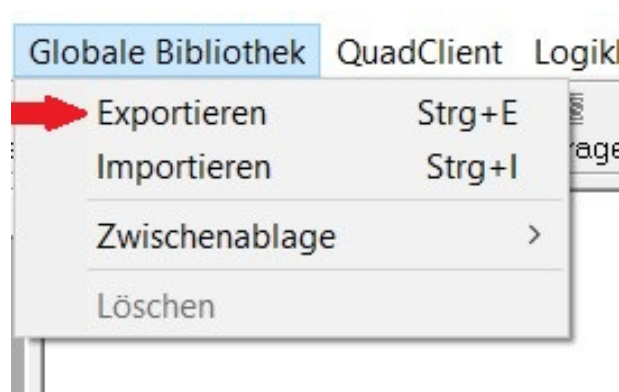 Globale Bibliothek QuadClient
Exportieren Strg+E
Importieren Strg+I
Zwischenablage
Löschen